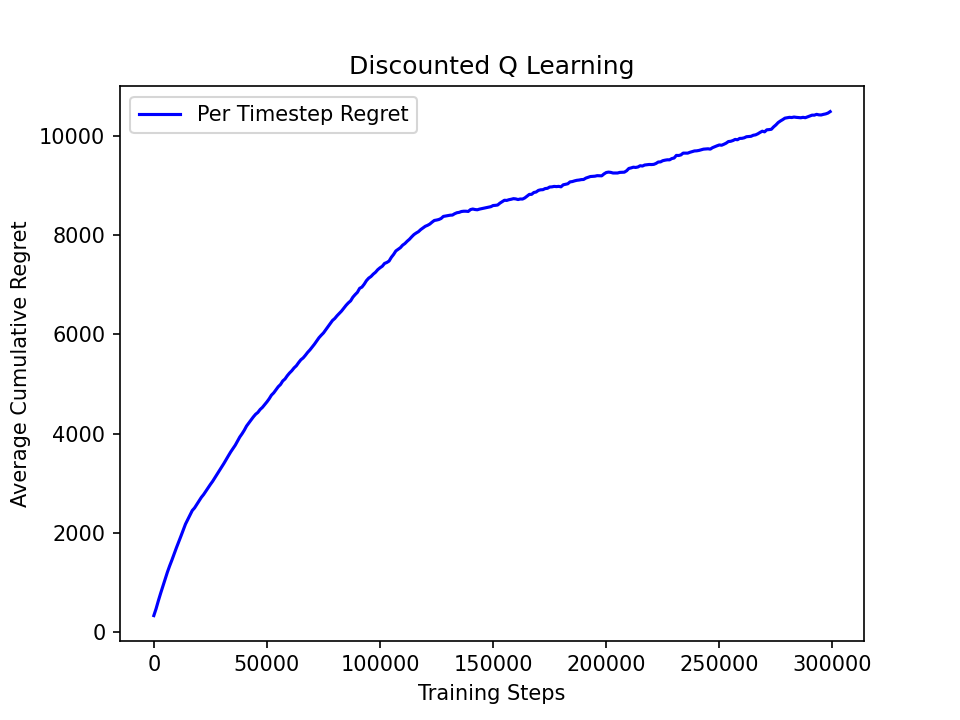 Discounted Q Learning
Per Timestep Regret
Average Cumulative Regret
10000
8000
6000
4000
2000
0
0 50000 100000 150000 200000 250000 300000
Training Steps